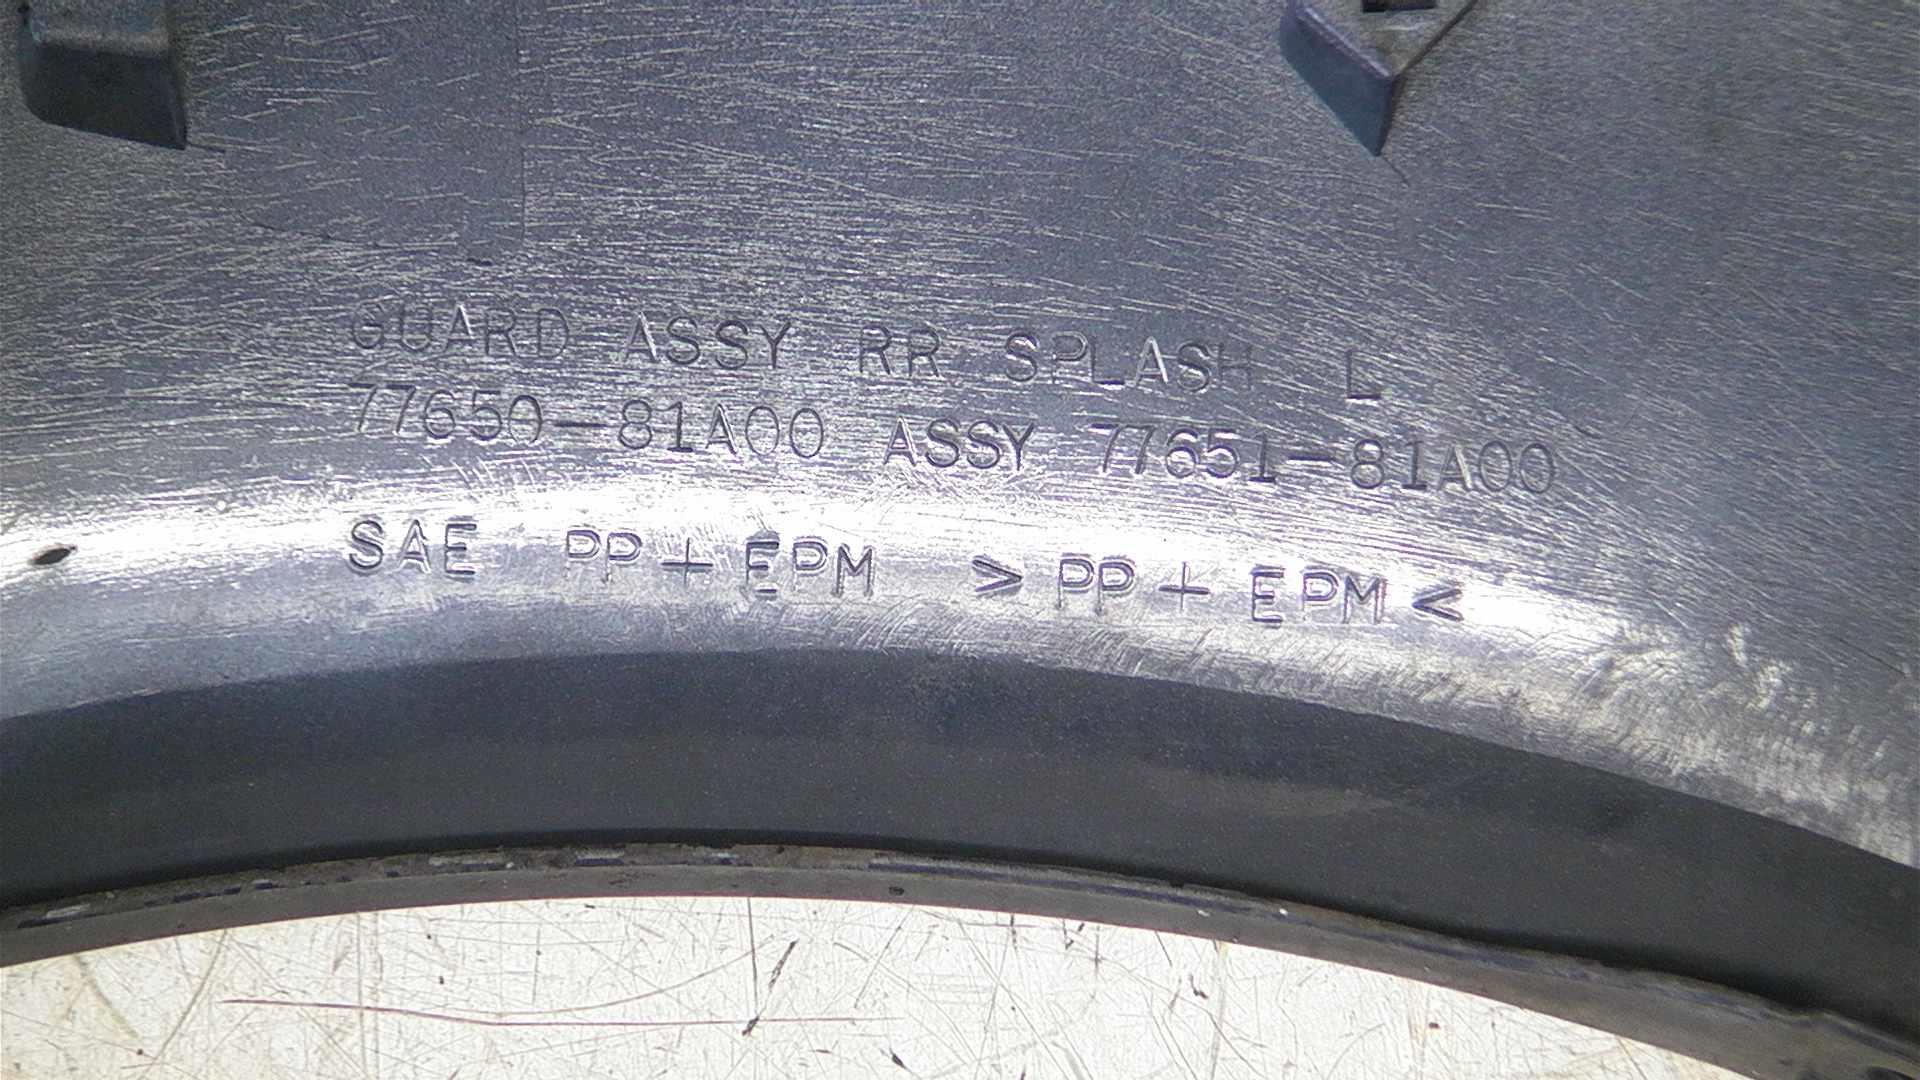 GUARD ASSY RR SPLASH L
77650-81A00 ASSY 77651-81A00
SAE PP+EPM >PP+EPM<